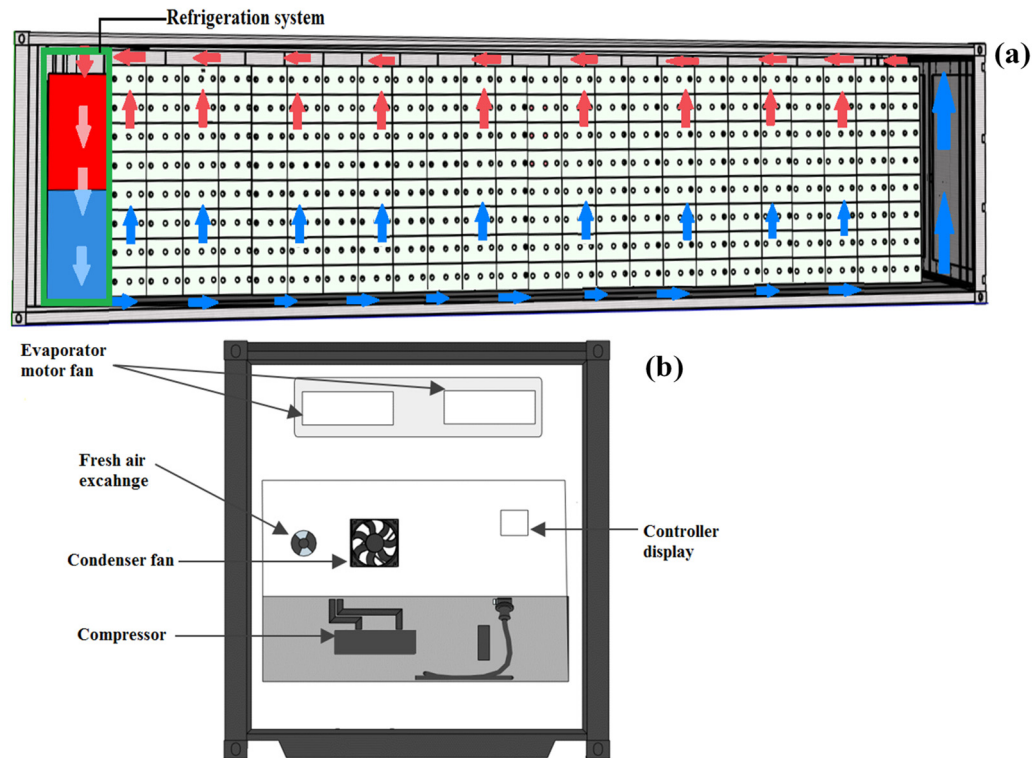 Refrigeration system
(a)
Evaporator
motor fan
(b)
Fresh air
excahnge
Condenser fan
Controller
display
Compressor